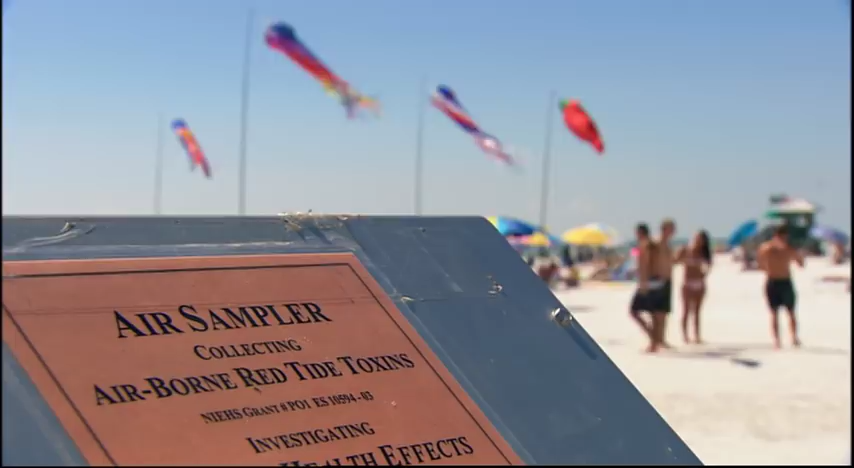 AIR SAMPLER
COLLECTING
AIR-BORNE RED TIDE TOXINS
NIEHS GRANT # PO1 ES 10594-03
INVESTIGATING
HEALTH EFFECTS